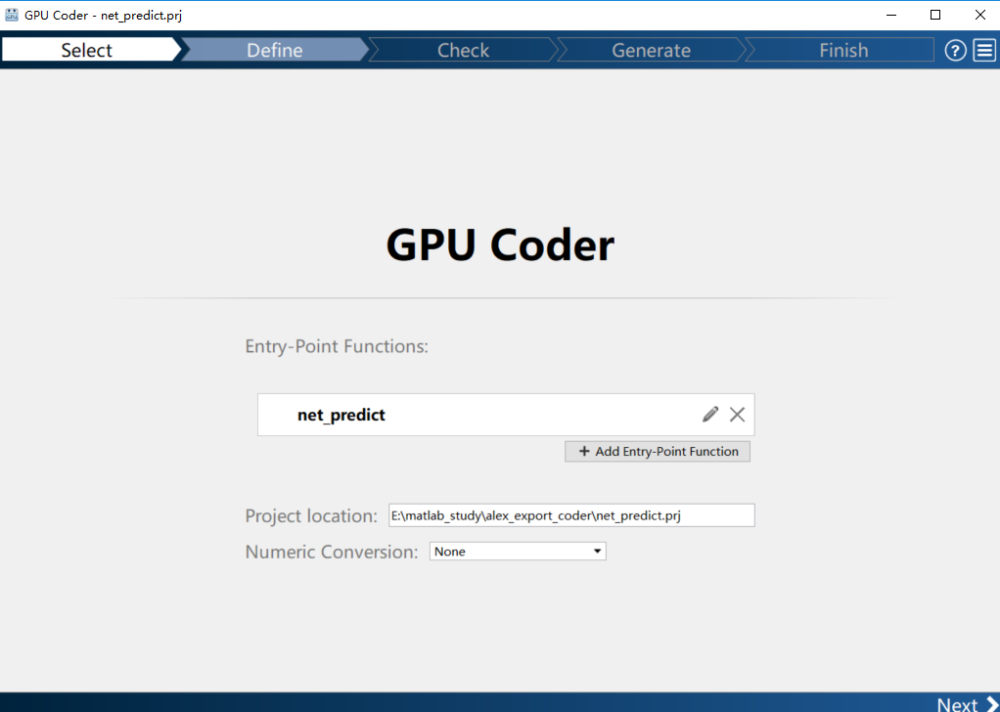 GPU Coder - net_predict.prj
Select Define Check Generate Finish ?
GPU Coder
Entry-Point Functions:
net_predict
+ Add Entry-Point Function
Project location: E:\matlab_study\alex_export_coder\net_predict.prj
Numeric Conversion: None
Next